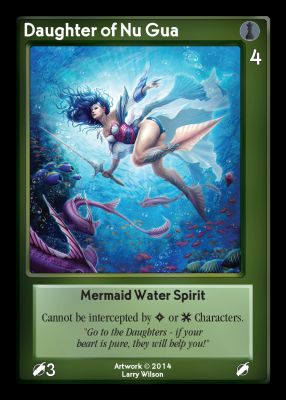 Daughter of Nu Gua
4
Mermaid Water Spirit
Cannot be intercepted by or Characters.
"Go to the Daughters - if your
heart is pure, they will help you!"
3
Artwork © 2014
Larry Wilson